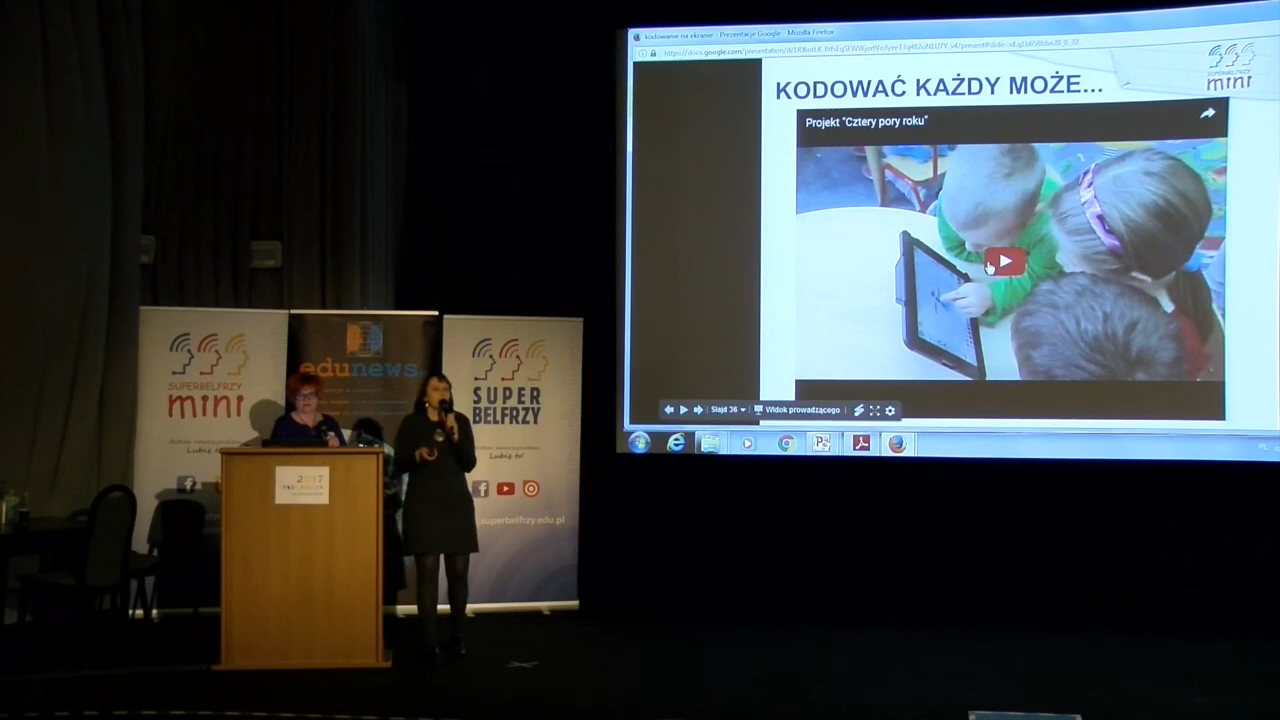 kodowanie na ekranie - Prezentacje Google - Mozilla Firefox
KODOWAĆ KAŻDY MOŻE...
SUPERBELFRZY
mini
Projekt "Cztery pory roku"
Slajd 36
Widok prowadzącego
PL
SUPERBELFRZY
mini
Lubię to!
edunews.
SUPER
BELFRZY
Lubię to!
superbelfrzy.edu.pl
2017